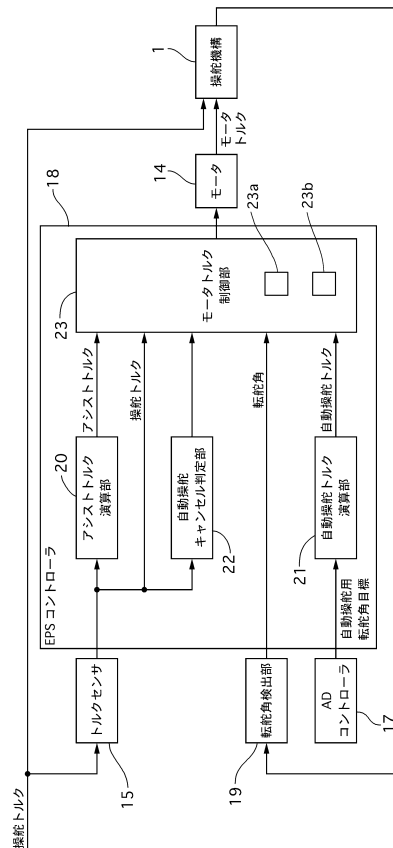 操舵トルク
15
トルクセンサ
19
転舵角検出部
17
AD
コントローラ
EPSコントローラ
18
20
アシストトルク
演算部
アシストトルク
操舵トルク
22
自動操舵
キャンセル判定部
転舵角
自動操舵用
転舵角目標
21
自動操舵トルク
演算部
自動操舵トルク
23
モータトルク
制御部
23a
23b
14
モータ
モータ
トルク
1
操舵機構